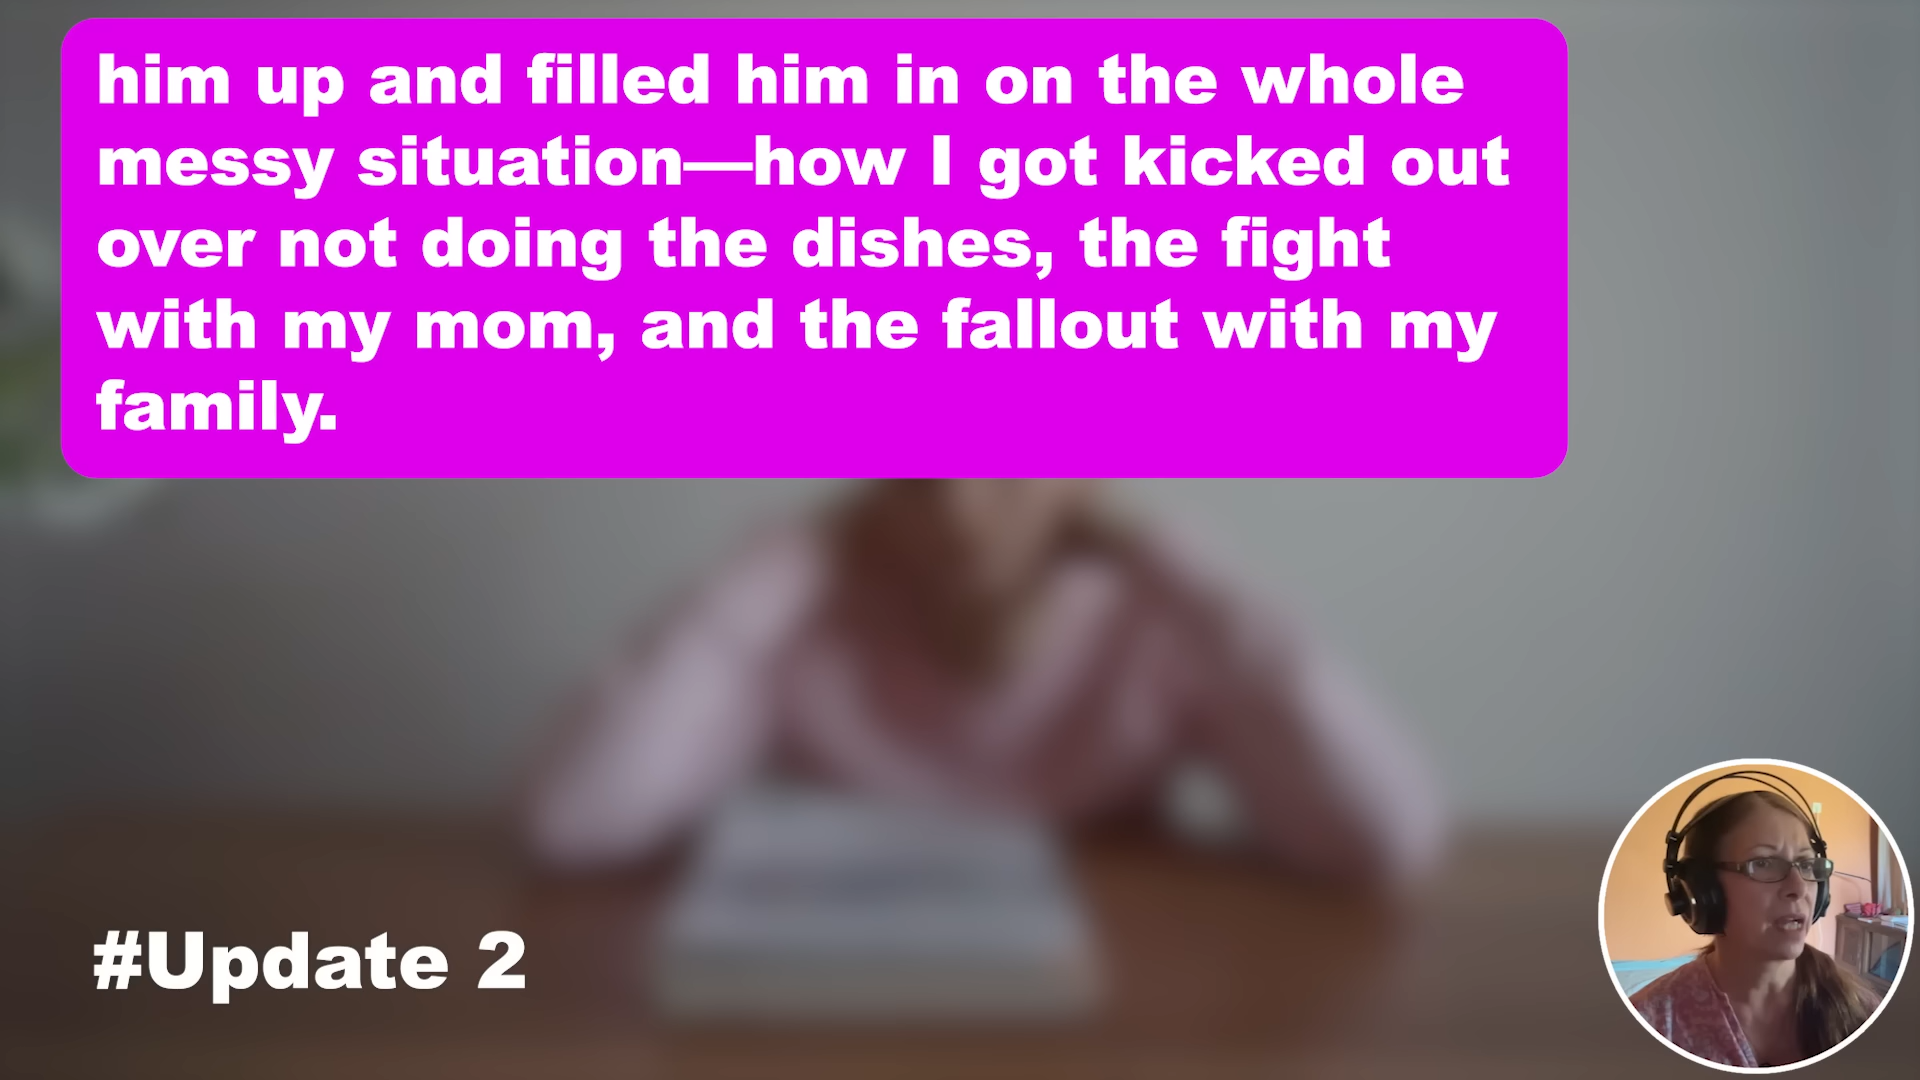 him up and filled him in on the whole
messy situation—how I got kicked out
over not doing the dishes, the fight
with my mom, and the fallout with my
family.
#Update 2